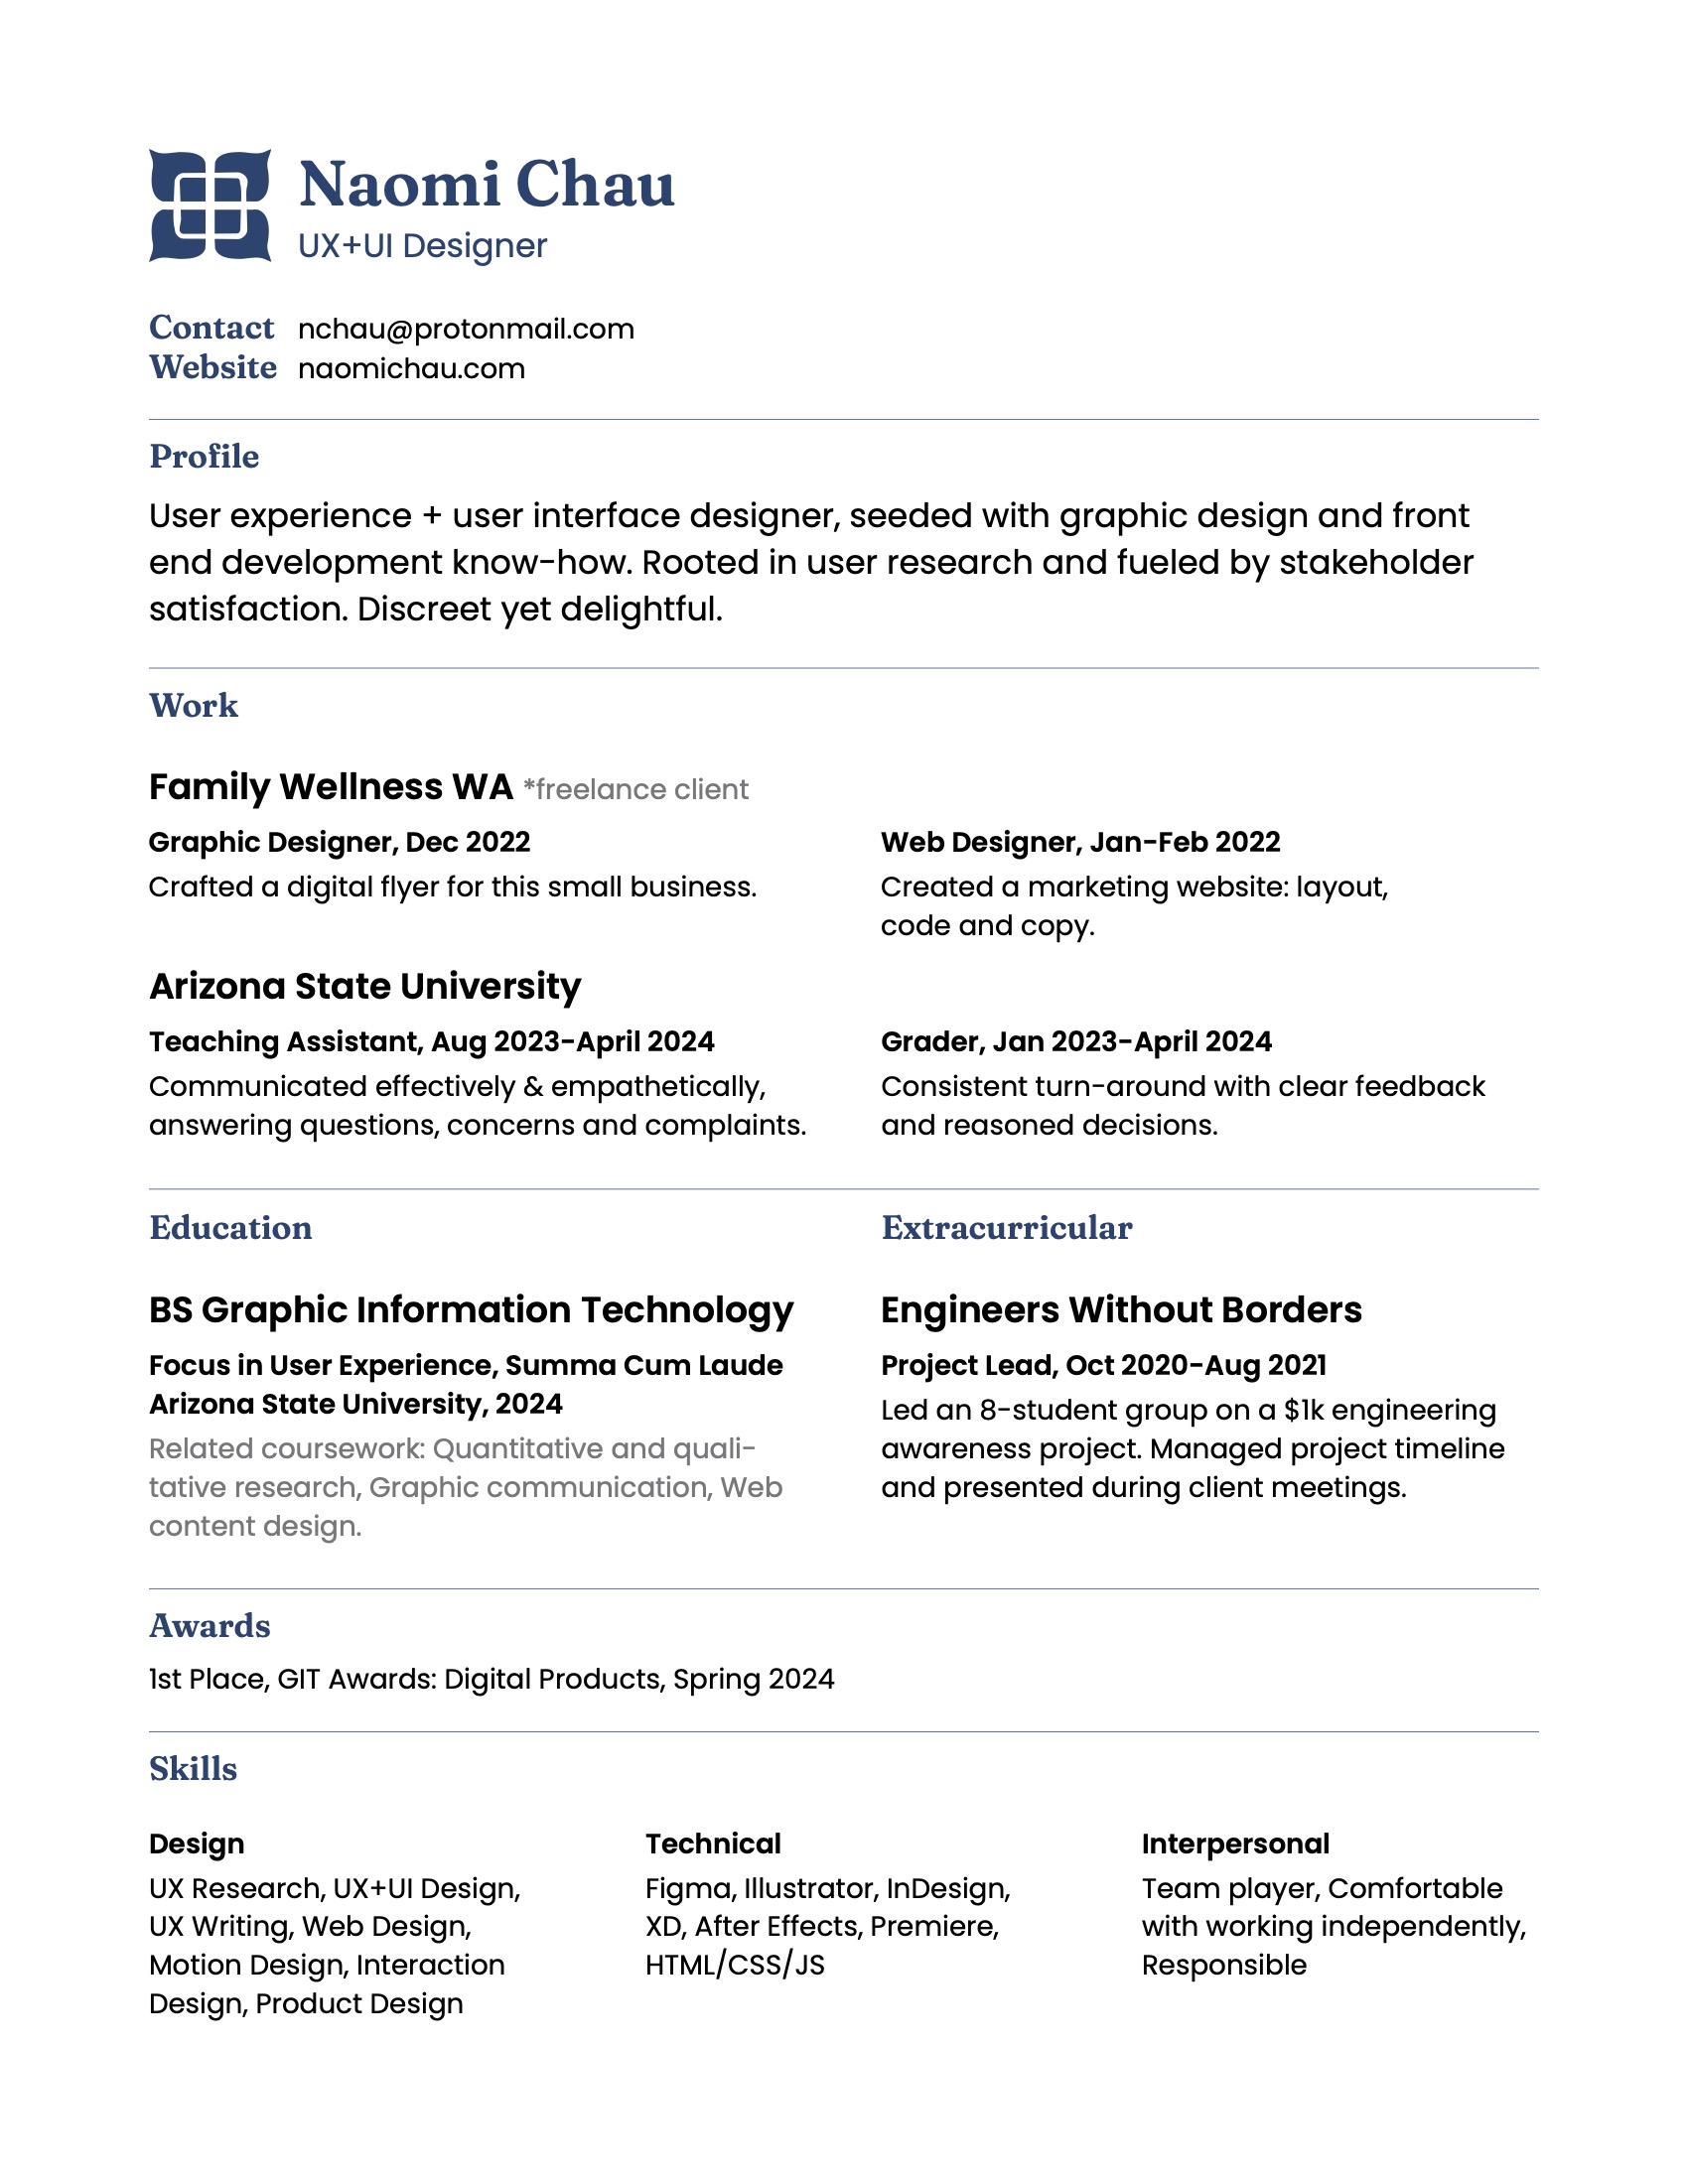 Naomi Chau
UX+UI Designer
Contact nchau@protonmail.com
Website naomichau.com
Profile
User experience + user interface designer, seeded with graphic design and front
end development know-how. Rooted in user research and fueled by stakeholder
satisfaction. Discreet yet delightful.
Work
Family Wellness WA *freelance client
Graphic Designer, Dec 2022
Crafted a digital flyer for this small business.
Web Designer, Jan-Feb 2022
Created a marketing website: layout,
code and copy.
Arizona State University
Teaching Assistant, Aug 2023-April 2024
Communicated effectively & empathetically,
answering questions, concerns and complaints.
Grader, Jan 2023-April 2024
Consistent turn-around with clear feedback
and reasoned decisions.
Education
BS Graphic Information Technology
Focus in User Experience, Summa Cum Laude
Arizona State University, 2024
Related coursework: Quantitative and quali-
tative research, Graphic communication, Web
content design.
Extracurricular
Engineers Without Borders
Project Lead, Oct 2020-Aug 2021
Led an 8-student group on a $1k engineering
awareness project. Managed project timeline
and presented during client meetings.
Awards
1st Place, GIT Awards: Digital Products, Spring 2024
Skills
Design
UX Research, UX+UI Design,
UX Writing, Web Design,
Motion Design, Interaction
Design, Product Design
Technical
Figma, Illustrator, InDesign,
XD, After Effects, Premiere,
HTML/CSS/JS
Interpersonal
Team player, Comfortable
with working independently,
Responsible